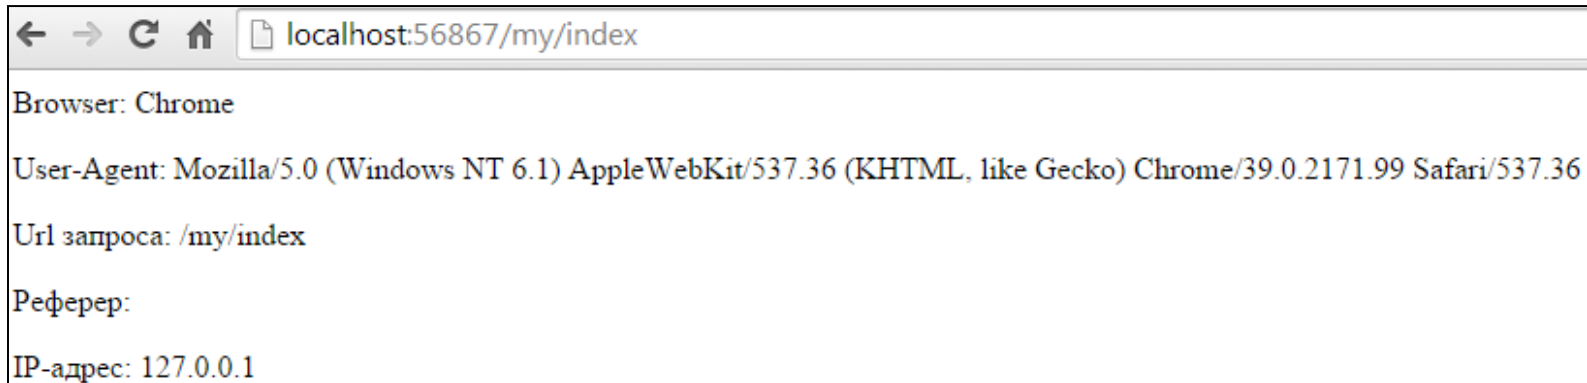 localhost:56867/my/index
Browser: Chrome
User-Agent: Mozilla/5.0 (Windows NT 6.1) AppleWebKit/537.36 (KHTML, like Gecko) Chrome/39.0.2171.99 Safari/537.36
Url запроса: /my/index
Реферер:
IP-адрес: 127.0.0.1